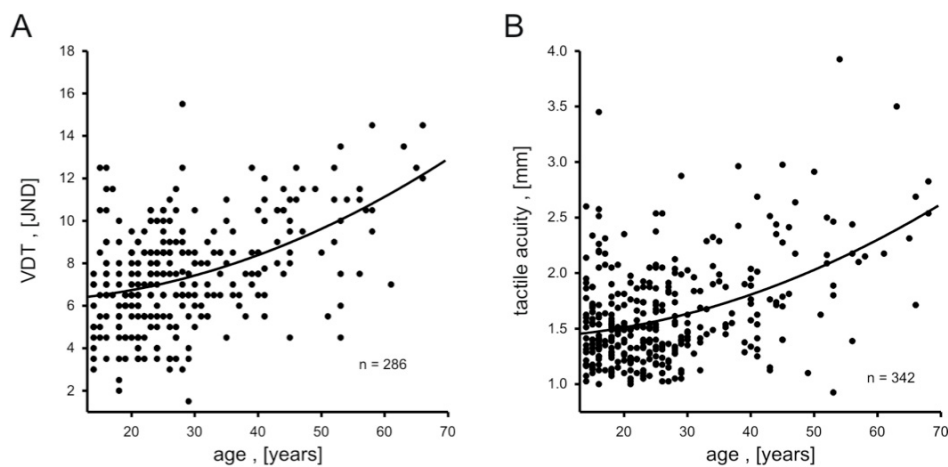 A
VDT , [JND]
18
16
14
12
10
8
6
4
2
n = 286
20 30 40 50 60 70
age , [years]
B
tactile acuity , [mm]
4.0
3.5
3.0
2.5
2.0
1.5
1.0
n = 342
20 30 40 50 60 70
age , [years]